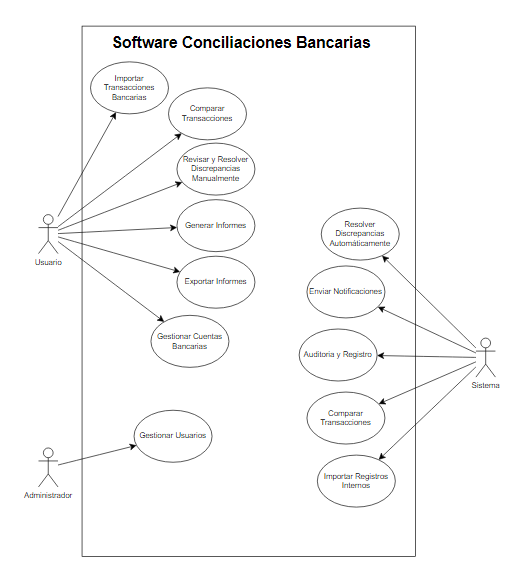 Software Conciliaciones Bancarias
Importar
Transacciones
Bancarias
Comparar
Transacciones
Revisar y Resolver
Discrepancias
Manualmente
Generar Informes
Exportar Informes
Gestionar Cuentas
Bancarias
Usuario
Resolver
Discrepancias
Automáticamente
Enviar Notificaciones
Auditoria y Registro
Comparar
Transacciones
Importar Registros
Internos
Sistema
Gestionar Usuarios
Administrador